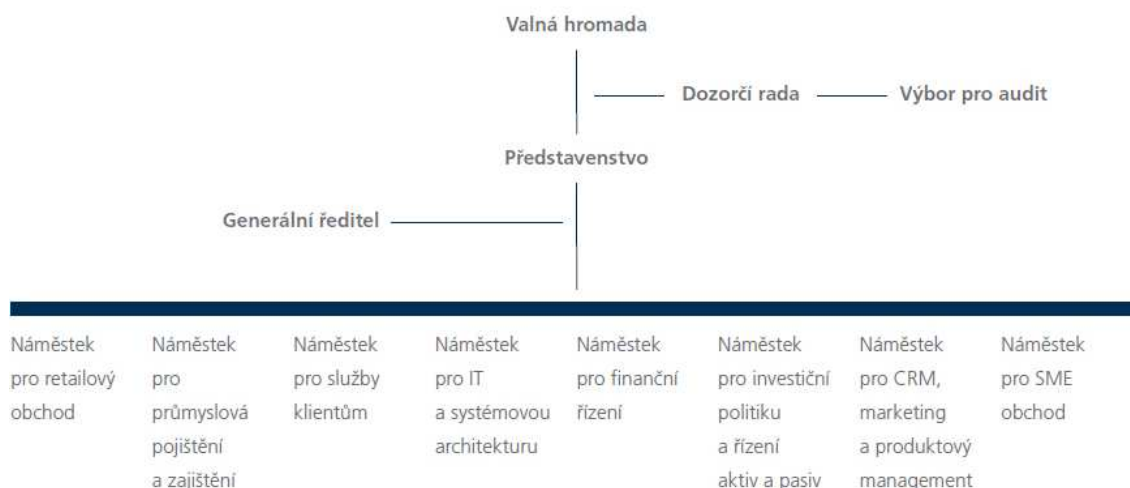 Valná hromada
Dozorčí rada
Výbor pro audit
Představenstvo
Generální ředitel
Náměstek
pro retailový
obchod
Náměstek
pro
průmyslová
pojištění
a zajištění
Náměstek
pro služby
klientům
Náměstek
pro IT
a systémovou
architekturu
Náměstek
pro finanční
řízení
Náměstek
pro investiční
politiku
a řízení
aktiv a pasiv
Náměstek
pro CRM,
marketing
a produktový
management
Náměstek
pro SME
obchod